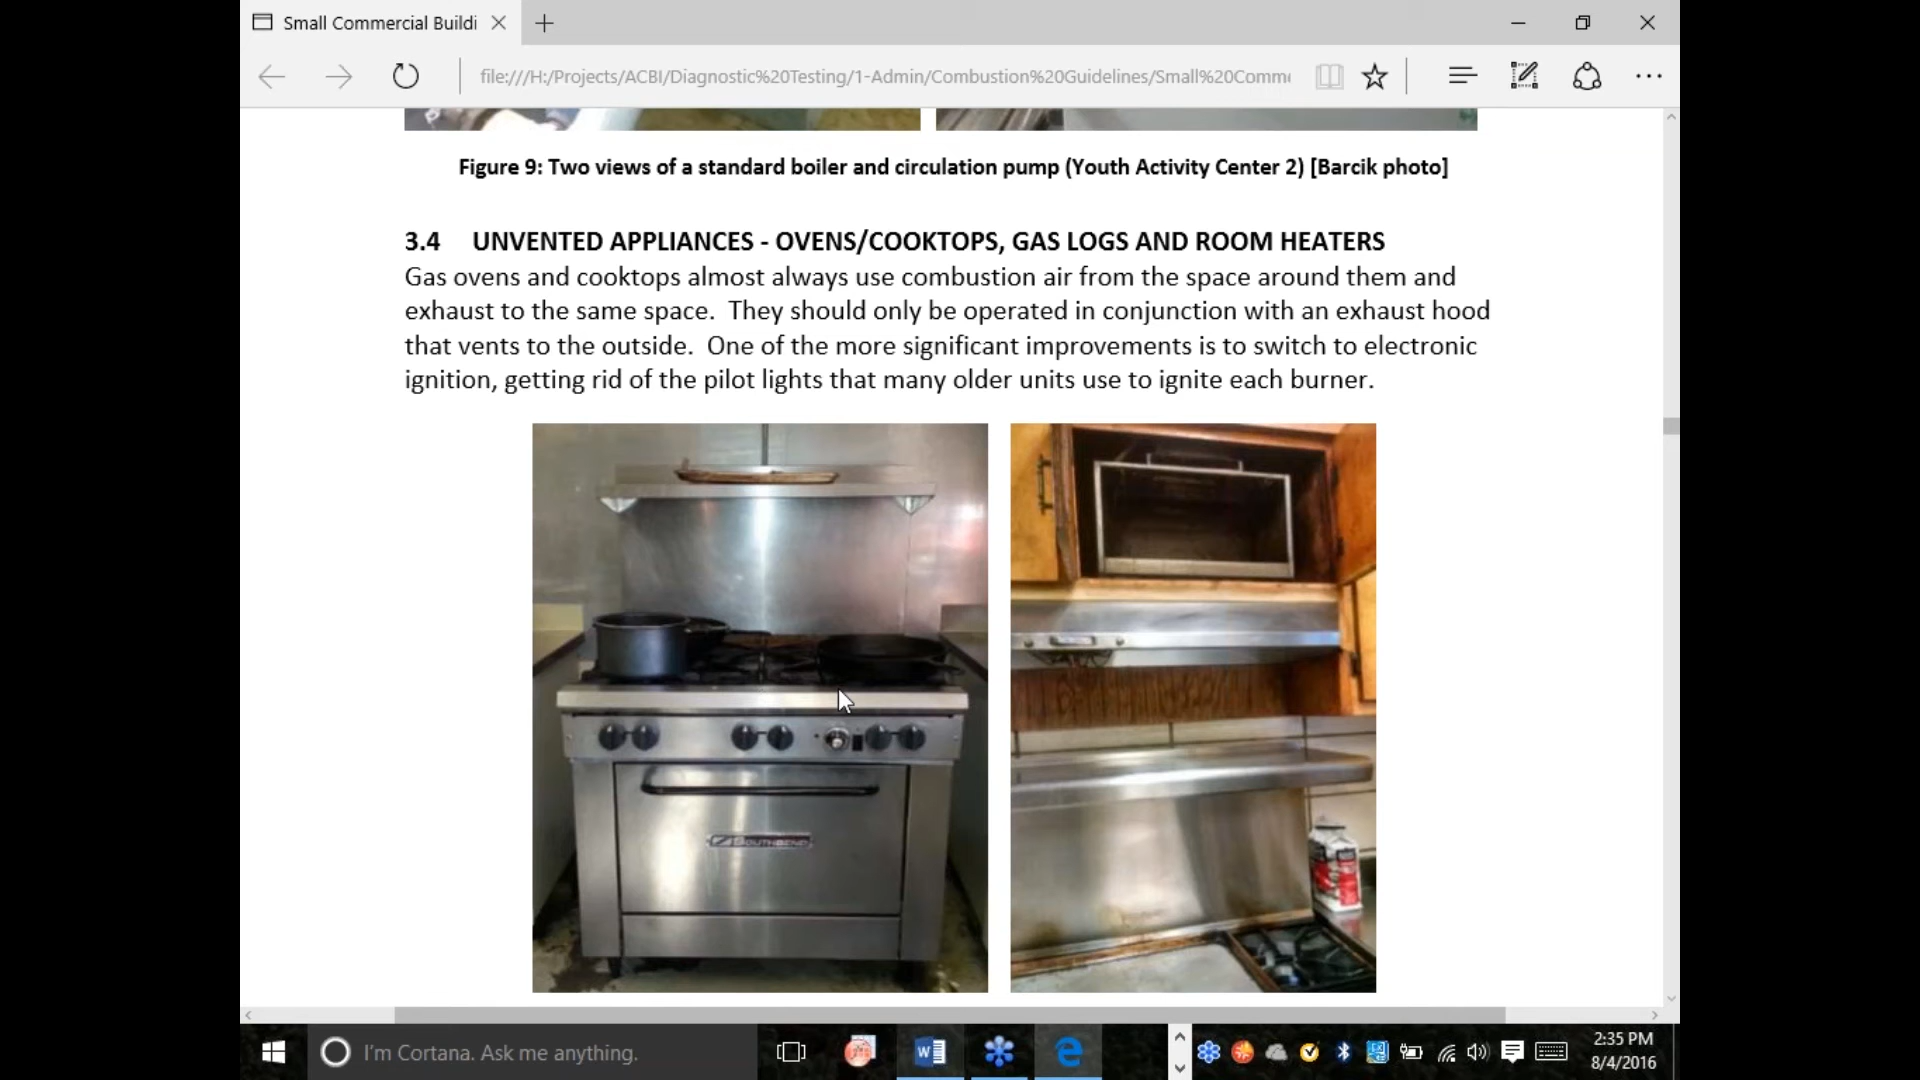 Small Commercial Buildi
file:///H:/Projects/ACBI/Diagnostic%20Testing/1-Admin/Combustion%20Guidelines/Small%20Comme
Figure 9: Two views of a standard boiler and circulation pump (Youth Activity Center 2) [Barcik photo]
3.4 UNVENTED APPLIANCES - OVENS/COOKTOPS, GAS LOGS AND ROOM HEATERS
Gas ovens and cooktops almost always use combustion air from the space around them and
exhaust to the same space. They should only be operated in conjunction with an exhaust hood
that vents to the outside. One of the more significant improvements is to switch to electronic
ignition, getting rid of the pilot lights that many older units use to ignite each burner.
SOUTHBEND
I'm Cortana. Ask me anything.
2:35 PM
8/4/2016